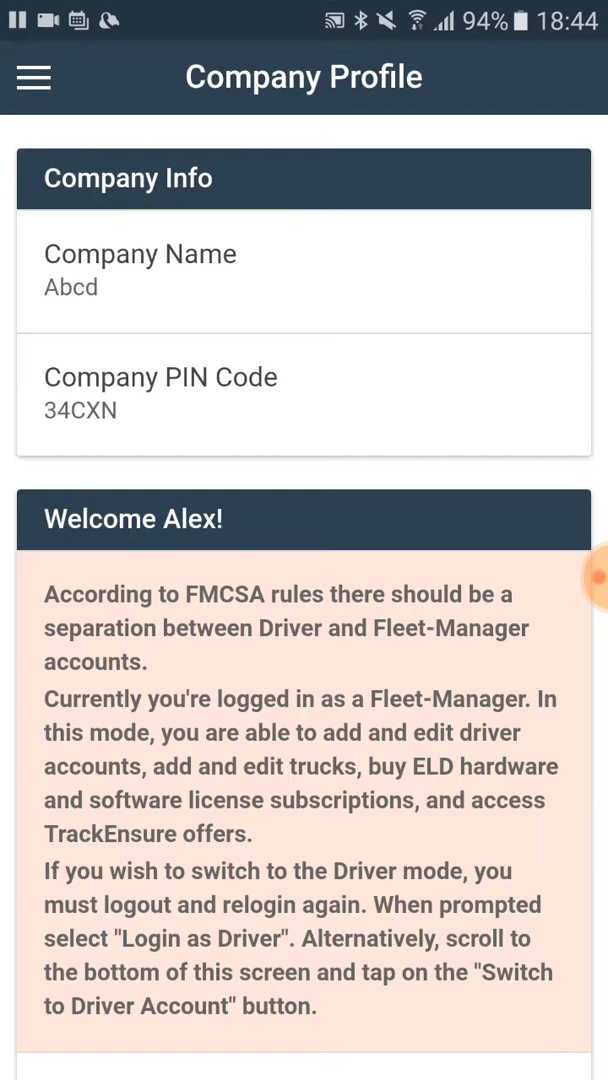 94% 18:44
Company Profile
Company Info
Company Name
Abcd
Company PIN Code
34CXN
Welcome Alex!
According to FMCSA rules there should be a
separation between Driver and Fleet-Manager
accounts.
Currently you're logged in as a Fleet-Manager. In
this mode, you are able to add and edit driver
accounts, add and edit trucks, buy ELD hardware
and software license subscriptions, and access
TrackEnsure offers.
If you wish to switch to the Driver mode, you
must logout and relogin again. When prompted
select "Login as Driver". Alternatively, scroll to
the bottom of this screen and tap on the "Switch
to Driver Account" button.